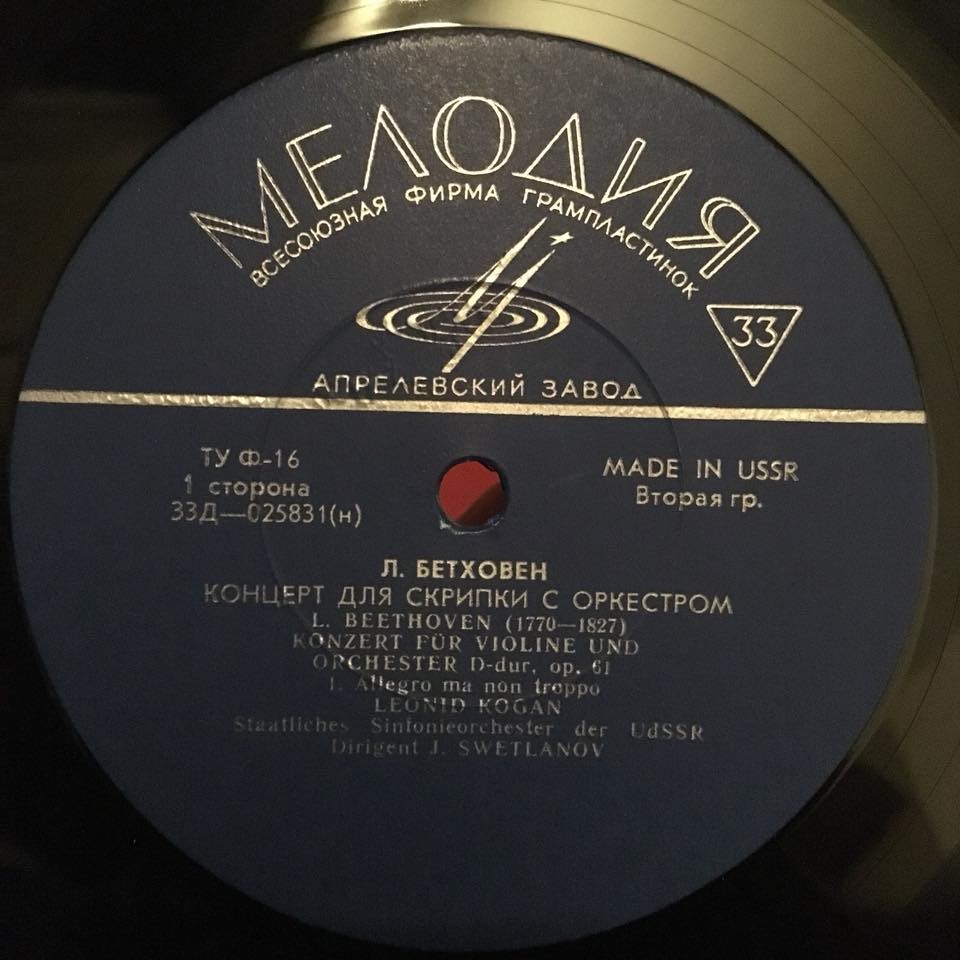 МЕЛОДИЯ
ВСЕСОЮЗНАЯ ФИРМА ГРАМПЛАСТИНОК
33
АПРЕЛЕВСКИЙ ЗАВОД
ТУ Ф-16
1 сторона
33Д—025831(н)
MADE IN USSR
Вторая гр.
Л. БЕТХОВЕН
КОНЦЕРТ ДЛЯ СКРИПКИ С ОРКЕСТРОМ
L. BEETHOVEN (1770—1827)
KONZERT FÜR VIOLINE UND
ORCHESTER D-dur, op. 61
1. Allegro ma non troppo
LEONID KOGAN
Staatliches Sinfonieorchester der UdSSR
Dirigent J. SWETLANOV